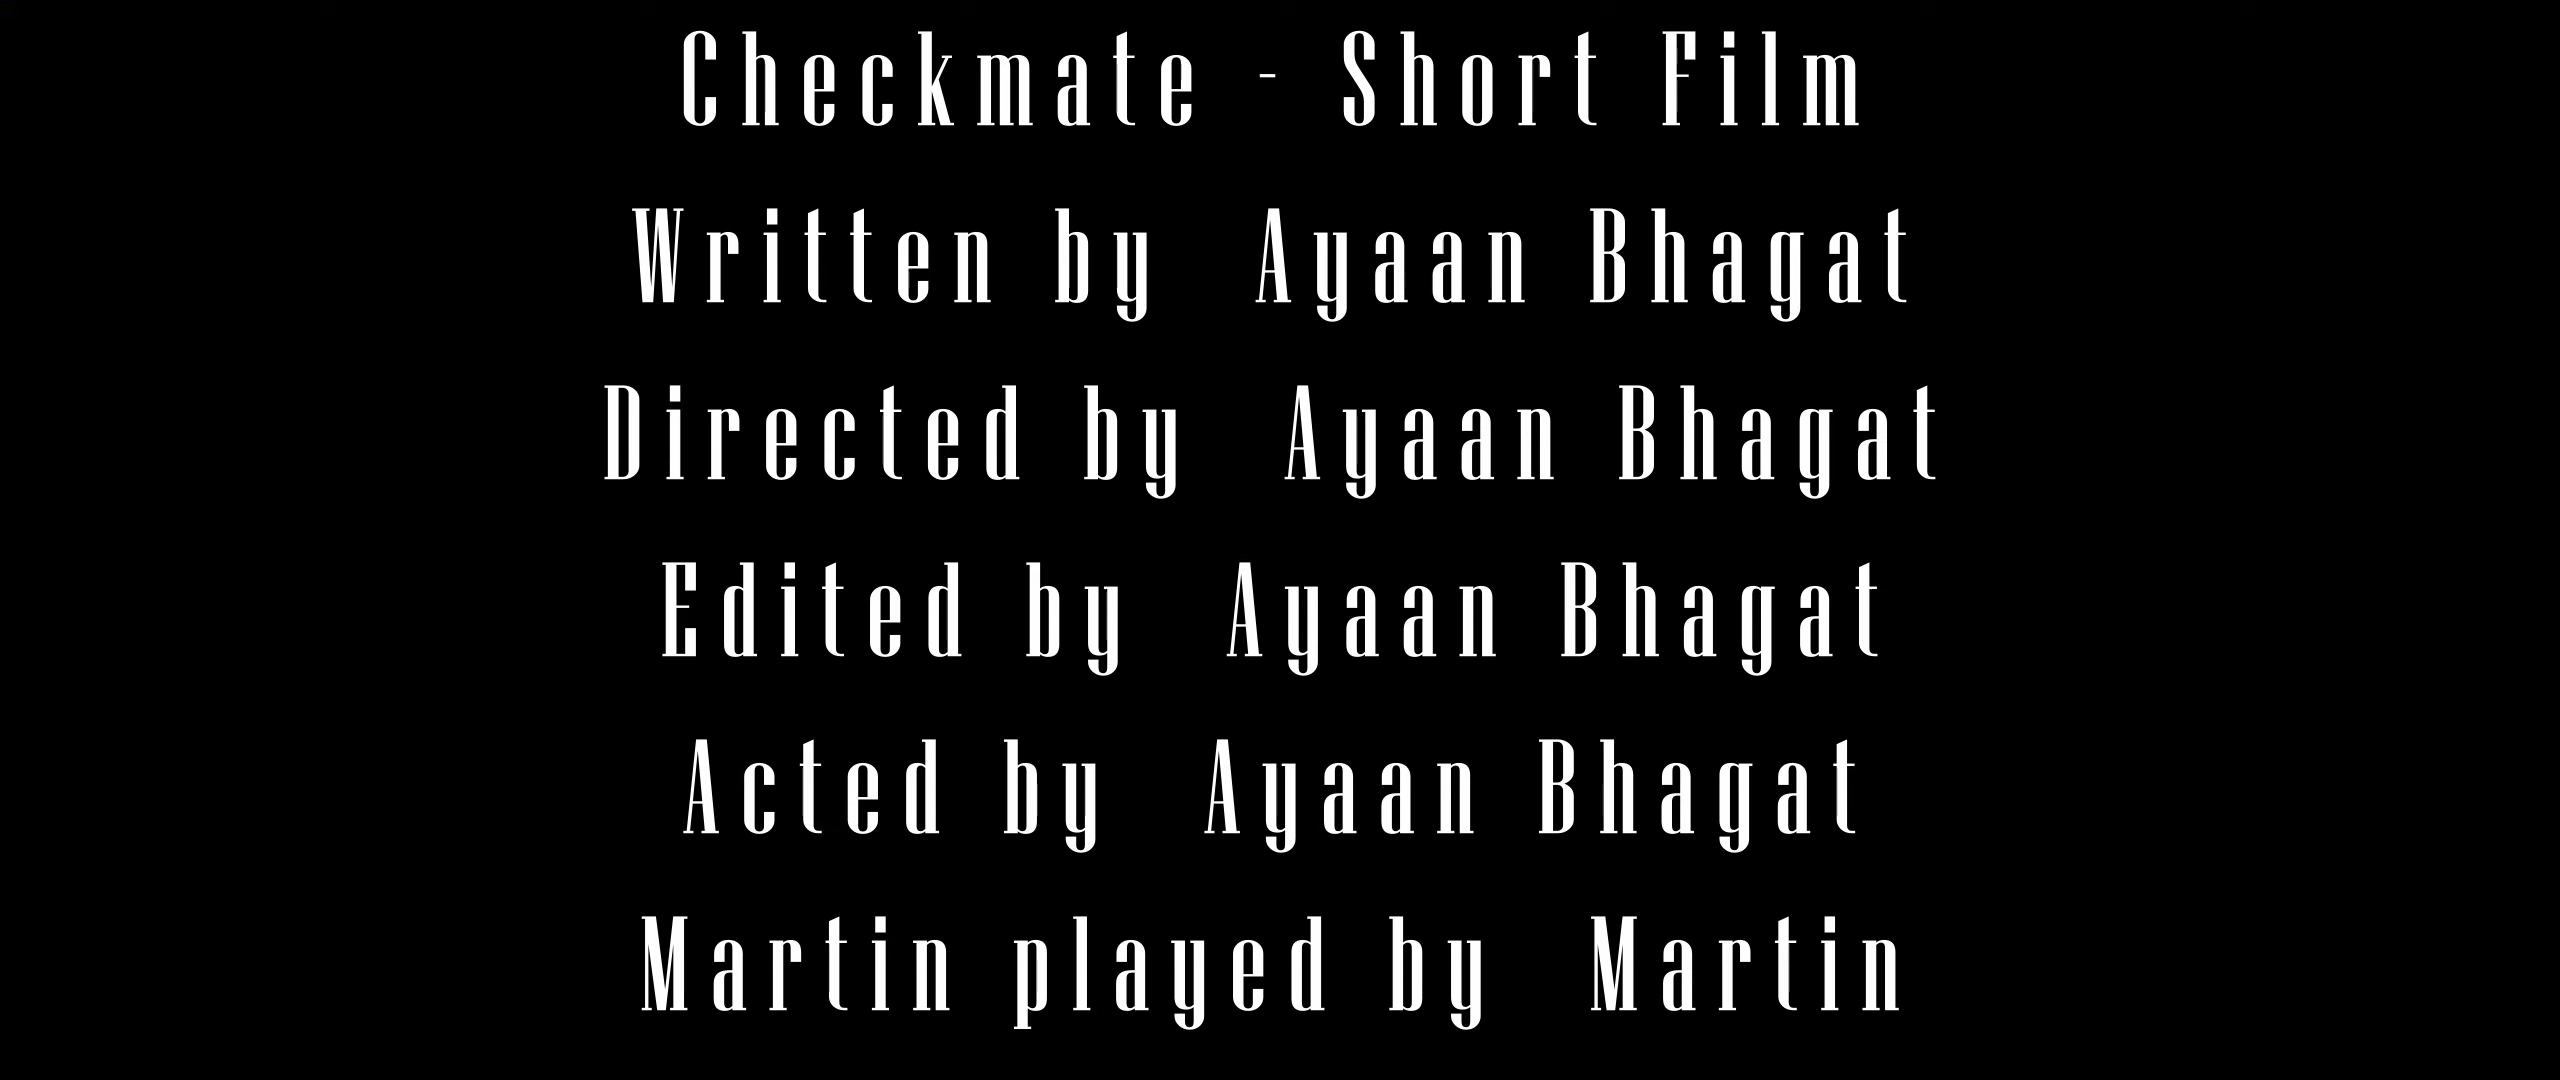 Checkmate - Short Film
Written by Ayaan Bhagat
Directed by Ayaan Bhagat
Edited by Ayaan Bhagat
Acted by Ayaan Bhagat
Martin played by Martin